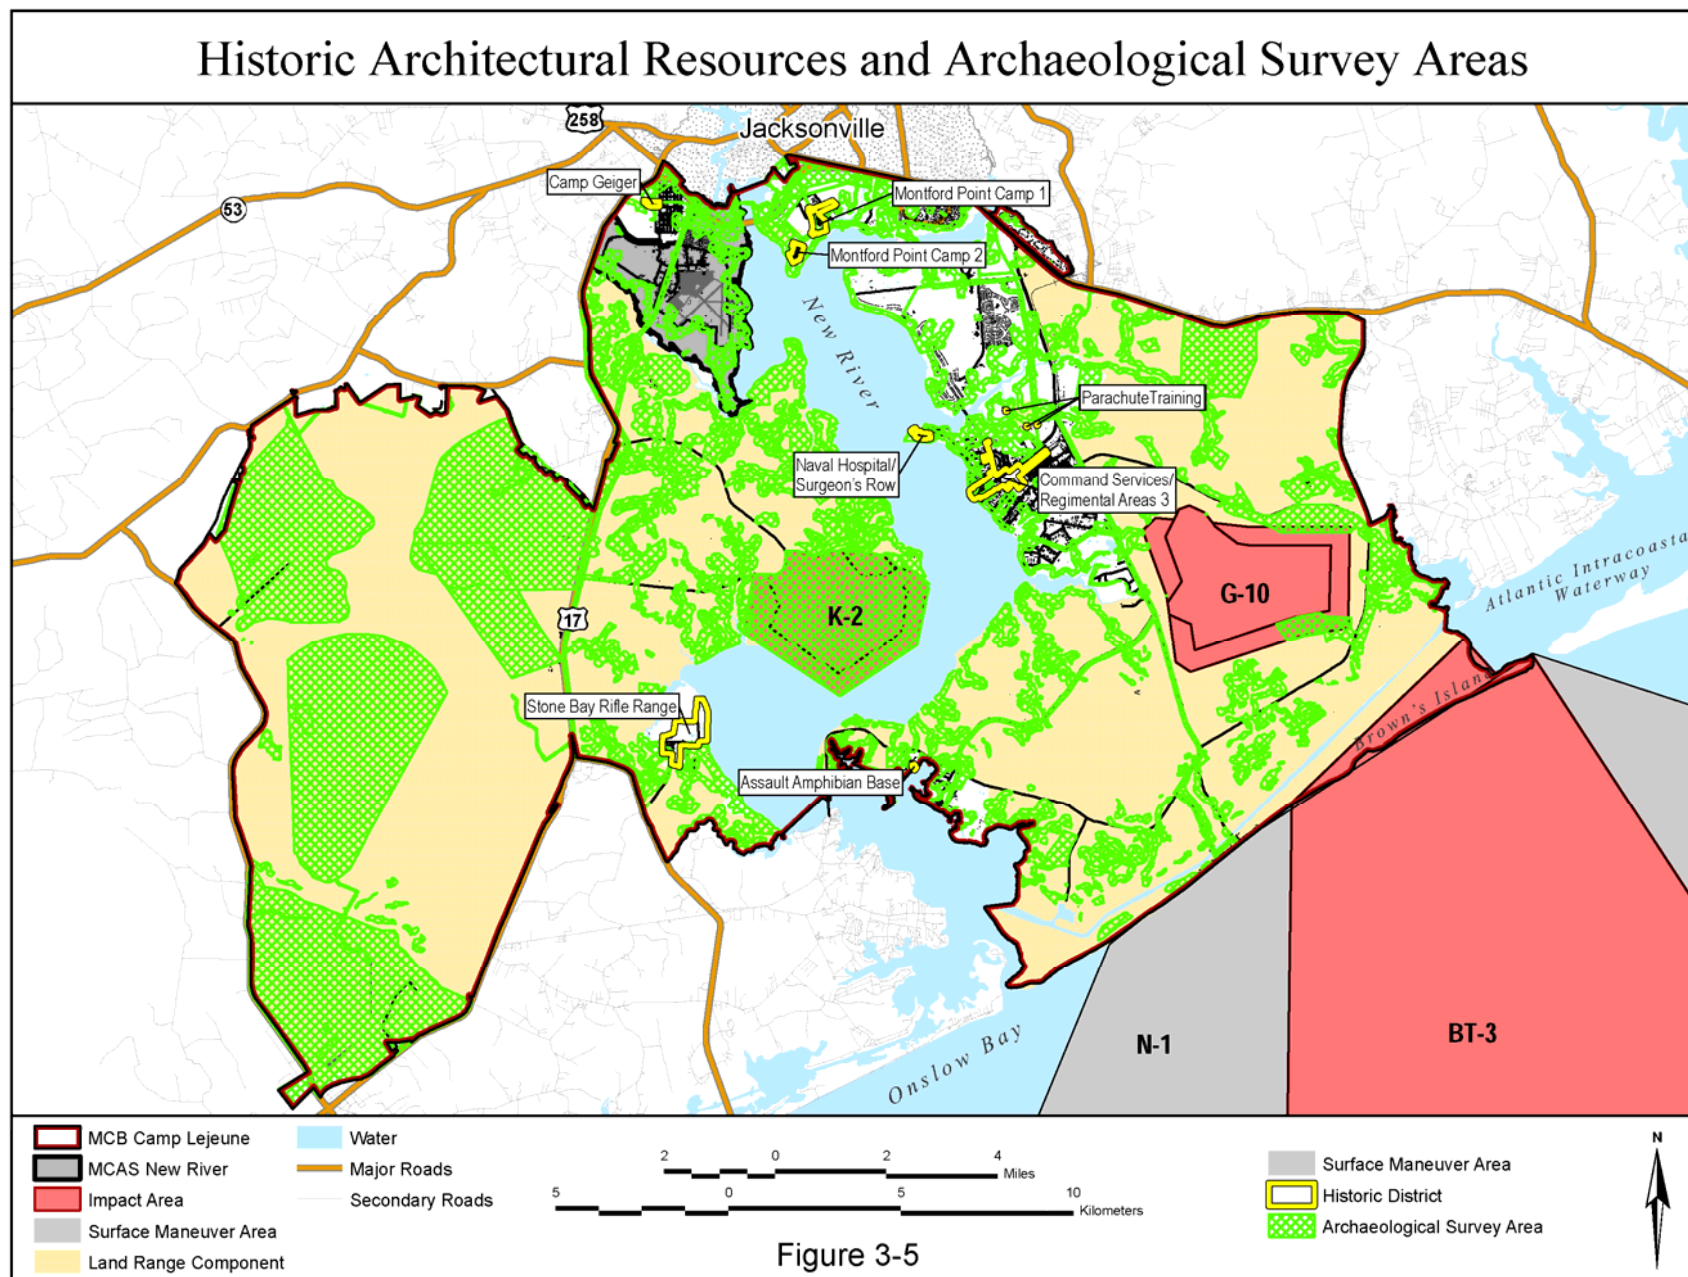 Historic Architectural Resources and Archaeological Survey Areas
258
Jacksonville
Camp Geiger
Montford Point Camp 1
53
Montford Point Camp 2
New River
ParachuteTraining
Naval Hospital/
Surgeon's Row
Command Services/
Regimental Areas 3
G-10
Atlantic Intracoasta
Waterway
K-2
17
Stone Bay Rifle Range
Brown's Island
Assault Amphibian Base
Onslow Bay
N-1
BT-3
MCB Camp Lejeune
MCAS New River
Impact Area
Surface Maneuver Area
Land Range Component
Water
Major Roads
Secondary Roads
2 0 2 4
Miles
5 0 5 10
Kilometers
Figure 3-5
Surface Maneuver Area
Historic District
Archaeological Survey Area
N